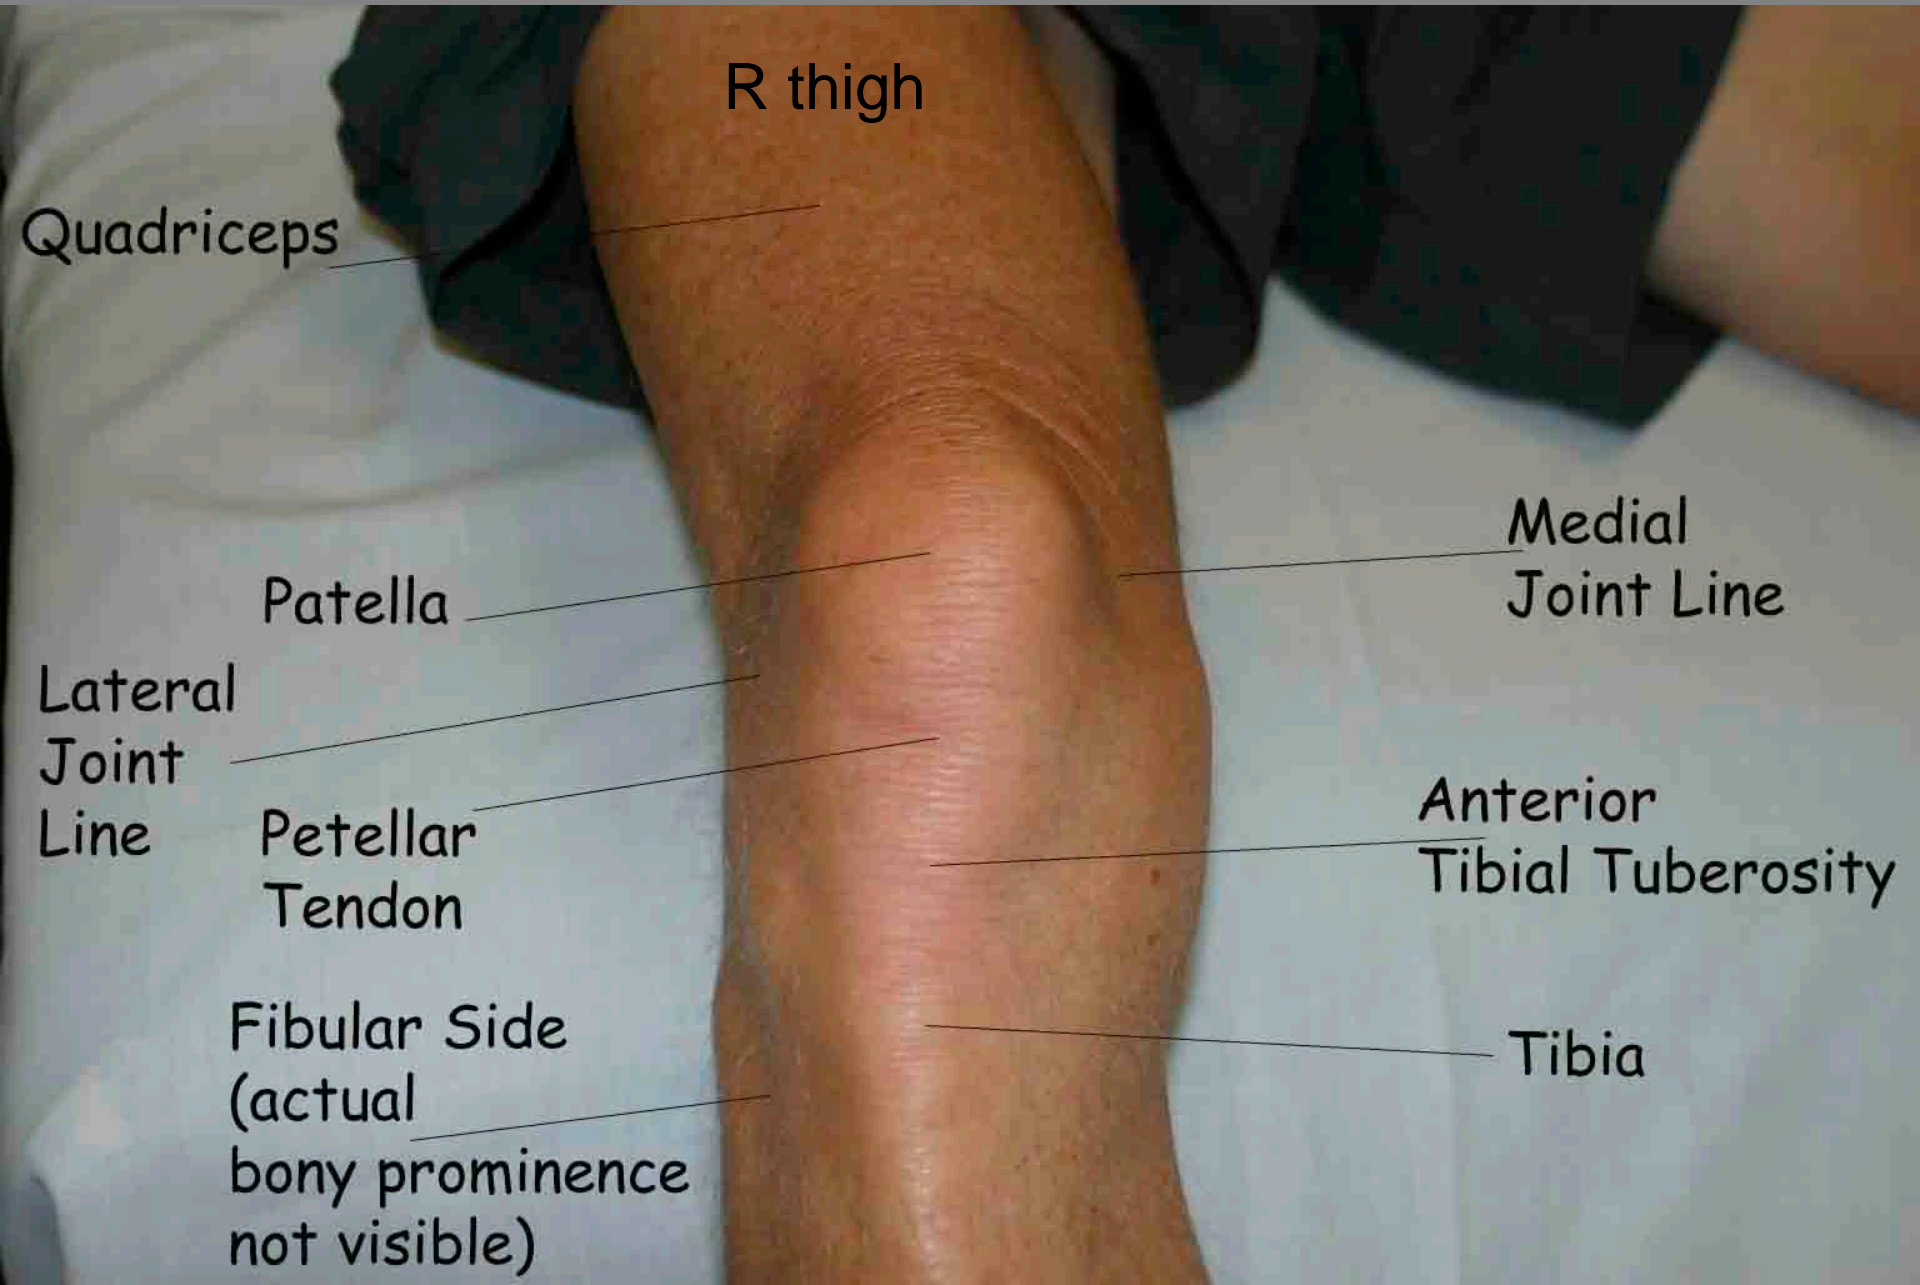 R thigh
Quadriceps
Medial
Joint Line
Patella
Lateral
Joint
Line
Petellar
Tendon
Anterior
Tibial Tuberosity
Fibular Side
(actual
bony prominence
not visible)
Tibia